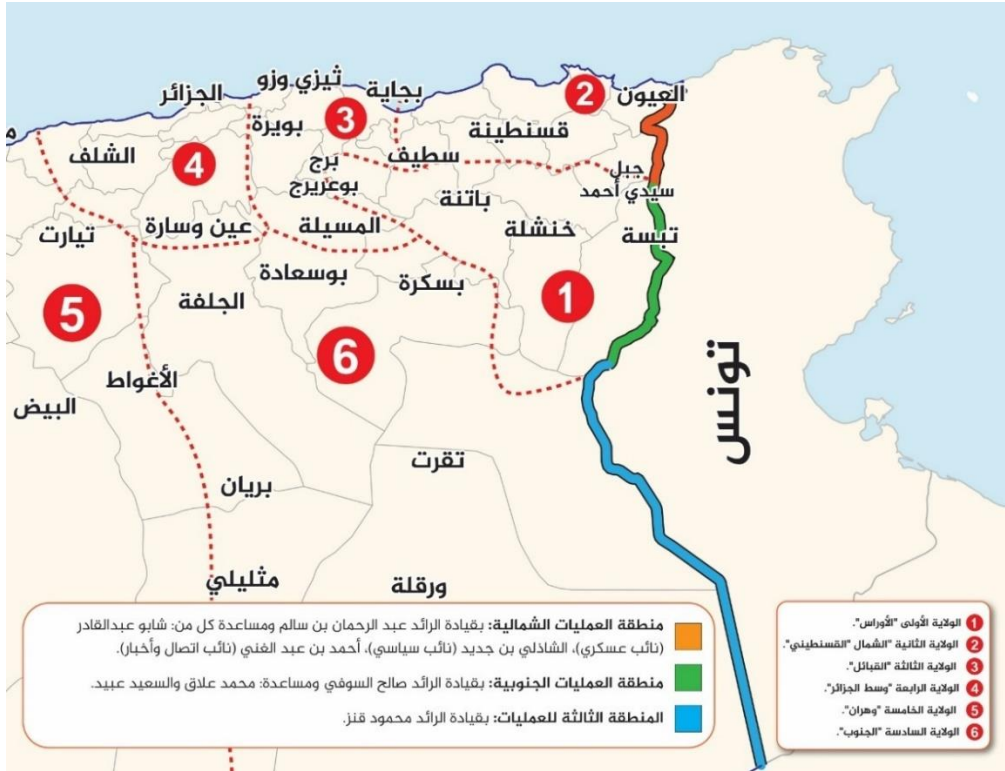 ثيزي وزو
بجاية
الجزائر
2
العيون
بويرة
3
قسنطينة
الشلف
4
سطيف
برج
بوعريريج
جبل
سيدي أحمد
باتنة
تيارت
عين وسارة
المسيلة
خنشلة
تبسة
بوسعادة
بسكرة
الجلفة
5
6
1
الأغواط
البيض
تونس
تقرت
بريان
مثليلي
ورقلة
منطقة العمليات الشمالية: بقيادة الرائد عبد الرحمان بن سالم ومساعدة كل من: شابو عبدالقادر
(نائب عسكري)، الشاذلي بن جديد (نائب سياسي)، أحمد بن عبد الغني (نائب اتصال وأخبار).
منطقة العمليات الجنوبية: بقيادة الرائد صالح السوفي ومساعدة: محمد علاق والسعيد عبيد.
المنطقة الثالثة للعمليات: بقيادة الرائد محمود قنز.
1 الولاية الأولى "الأوراس".
2 الولاية الثانية "الشمال "القسنطيني".
3 الولاية الثالثة "القبائل".
4 الولاية الرابعة "وسط الجزائر".
5 الولاية الخامسة "وهران".
6 الولاية السادسة "الجنوب".